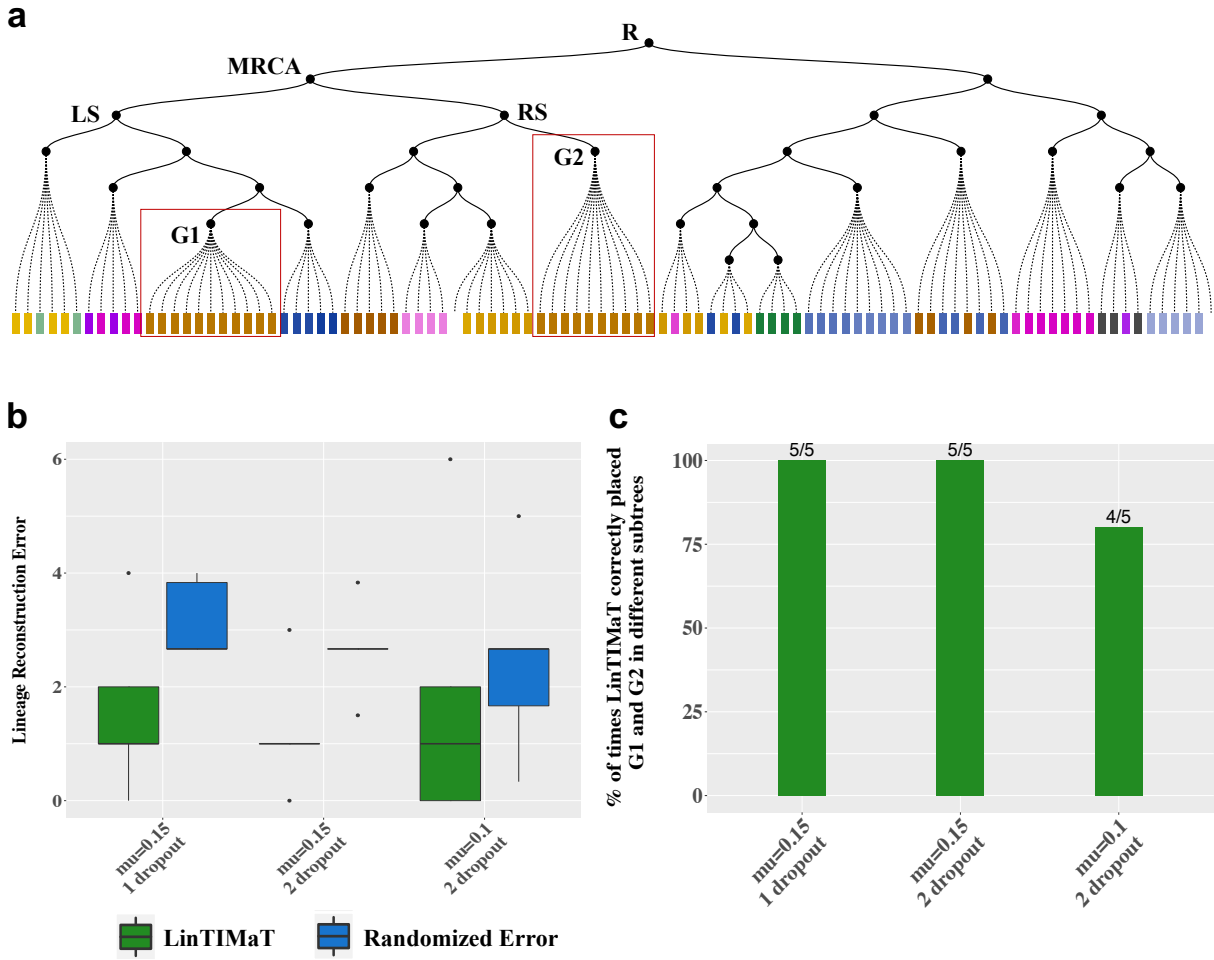 a
R
MRCA
LS
RS
G2
G1
b
c
Lineage Reconstruction Error
6
4
2
0
mu=0.15
1 dropout
mu=0.15
2 dropout
mu=0.1
2 dropout
LinTIMaT
Randomized Error
% of times LinTIMaT correctly placed
G1 and G2 in different subtrees
100
75
50
25
0
5/5
5/5
4/5
mu=0.15
1 dropout
mu=0.15
2 dropout
mu=0.1
2 dropout